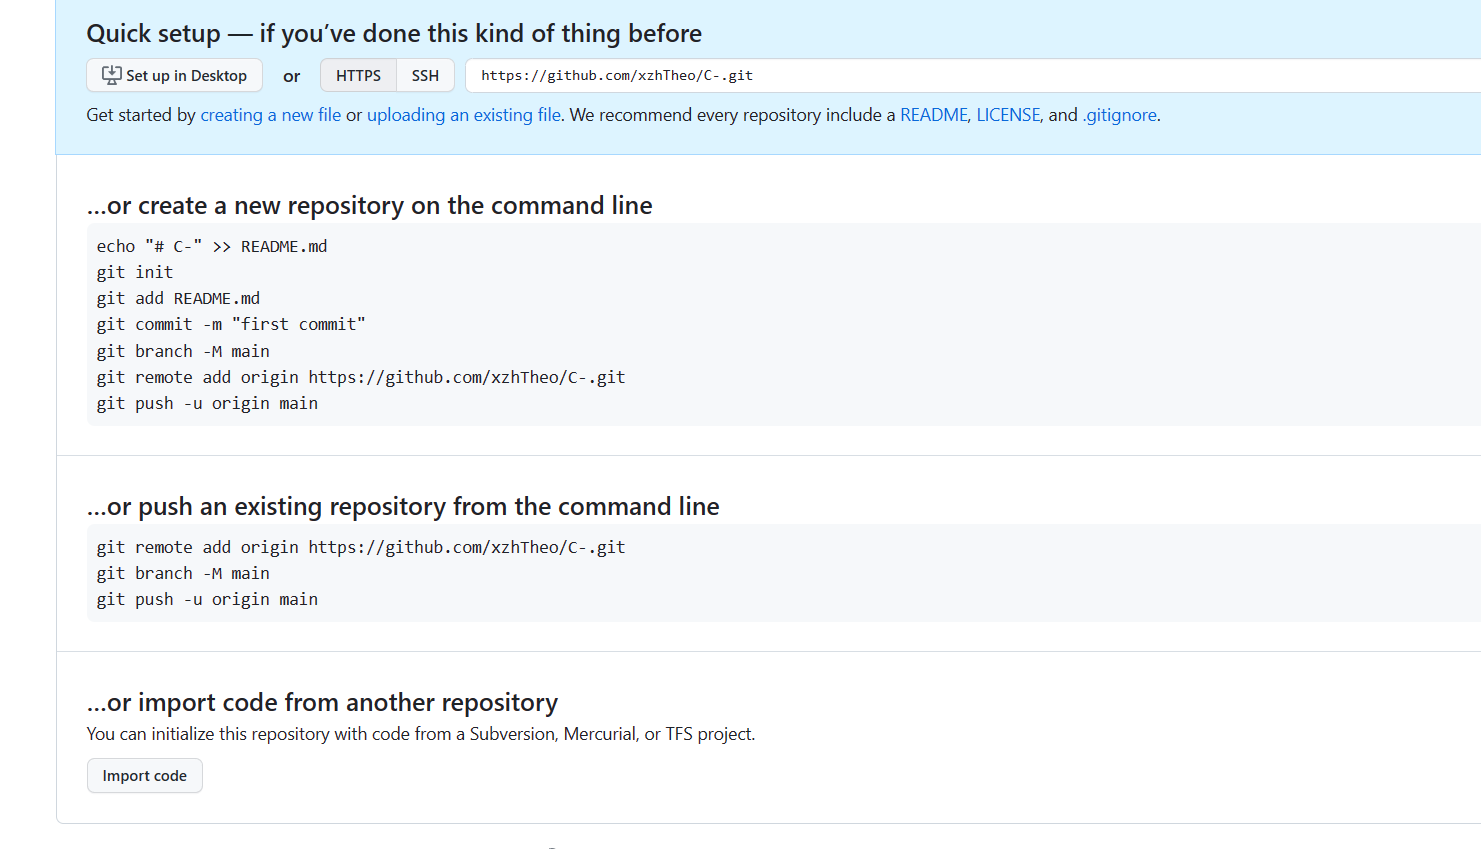 Quick setup — if you’ve done this kind of thing before
Set up in Desktop or HTTPS SSH https://github.com/xzhTheo/C-.git
Get started by creating a new file or uploading an existing file. We recommend every repository include a README, LICENSE, and .gitignore.
…or create a new repository on the command line
echo "# C-" >> README.md
git init
git add README.md
git commit -m "first commit"
git branch -M main
git remote add origin https://github.com/xzhTheo/C-.git
git push -u origin main
…or push an existing repository from the command line
git remote add origin https://github.com/xzhTheo/C-.git
git branch -M main
git push -u origin main
…or import code from another repository
You can initialize this repository with code from a Subversion, Mercurial, or TFS project.
Import code